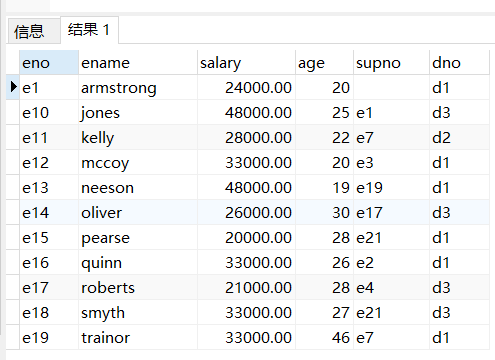 信息 结果 1
eno ename salary age supno dno
e1 armstrong 24000.00 20 d1
e10 jones 48000.00 25 e1 d3
e11 kelly 28000.00 22 e7 d2
e12 mccoy 33000.00 20 e3 d1
e13 neeson 48000.00 19 e19 d1
e14 oliver 26000.00 30 e17 d3
e15 pearse 20000.00 28 e21 d1
e16 quinn 33000.00 26 e2 d1
e17 roberts 21000.00 28 e4 d3
e18 smyth 33000.00 27 e21 d3
e19 trainor 33000.00 46 e7 d1